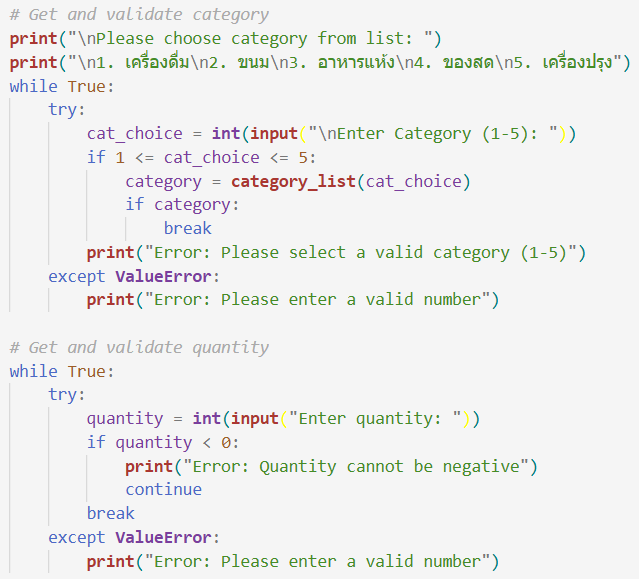 # Get and validate category
print("\nPlease choose category from list: ")
print("\n1. เครื่องดื่ม\n2. ขนม\n3. อาหารแห้ง\n4. ของสด\n5. เครื่องปรุง")
while True:
    try:
        cat_choice = int(input("\nEnter Category (1-5): "))
        if 1 <= cat_choice <= 5:
            category = category_list(cat_choice)
            if category:
                break
        print("Error: Please select a valid category (1-5)")
    except ValueError:
        print("Error: Please enter a valid number")

# Get and validate quantity
while True:
    try:
        quantity = int(input("Enter quantity: "))
        if quantity < 0:
            print("Error: Quantity cannot be negative")
            continue
        break
    except ValueError:
        print("Error: Please enter a valid number")